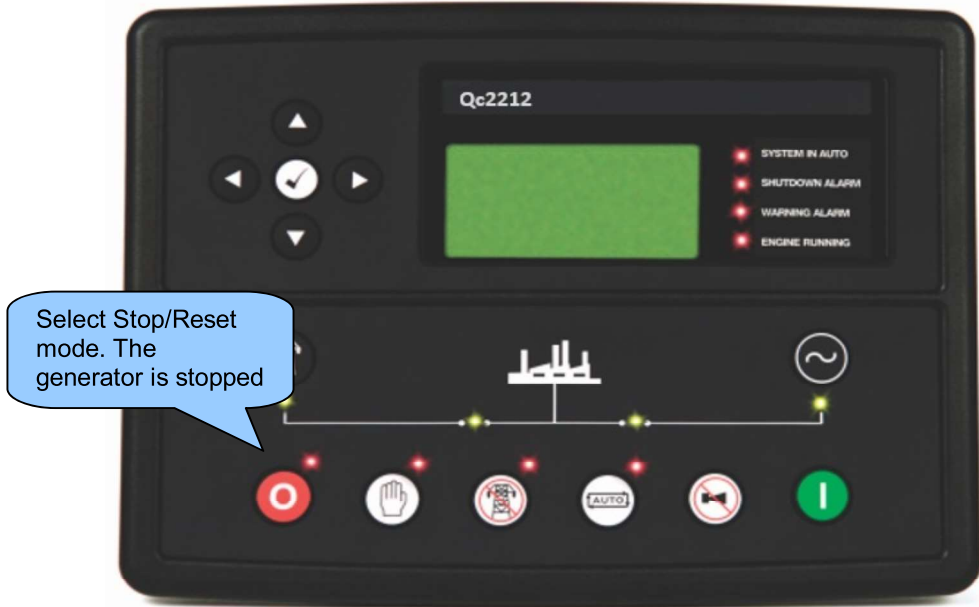 Qc2212
SYSTEM IN AUTO
SHUTDOWN ALARM
WARNING ALARM
ENGINE RUNNING
Select Stop/Reset
mode. The
generator is stopped
O
AUTO
I